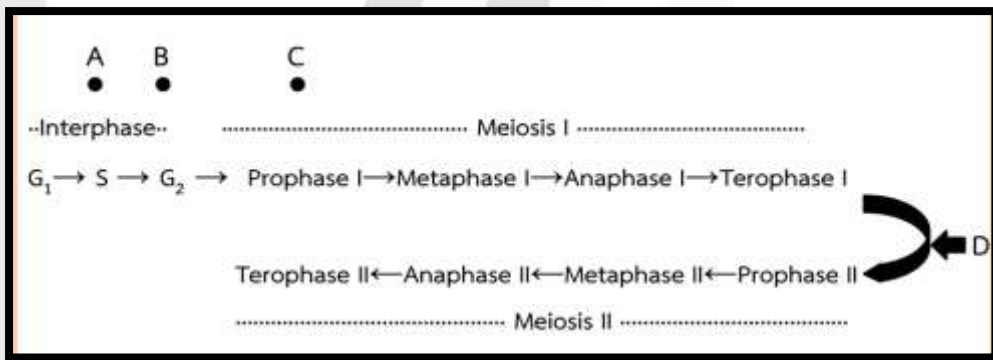 A B C
··Interphase·· ·················· Meiosis I ··················
G₁→ S → G₂ → Prophase I→Metaphase I→Anaphase I→Terophase I
D
Terophase II←Anaphase II←Metaphase II←Prophase II
·················· Meiosis II ··················